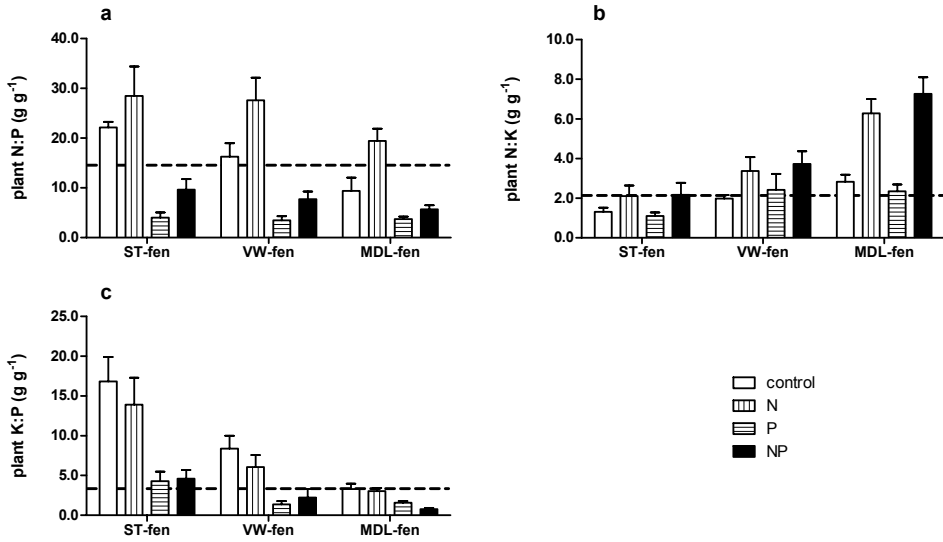 a
plant N:P (g g⁻¹)
40.0
30.0
20.0
10.0
0.0
ST-fen VW-fen MDL-fen
b
plant N:K (g g⁻¹)
10.0
8.0
6.0
4.0
2.0
0.0
ST-fen VW-fen MDL-fen
c
plant K:P (g g⁻¹)
25.0
20.0
15.0
10.0
5.0
0.0
ST-fen VW-fen MDL-fen
control
N
P
NP